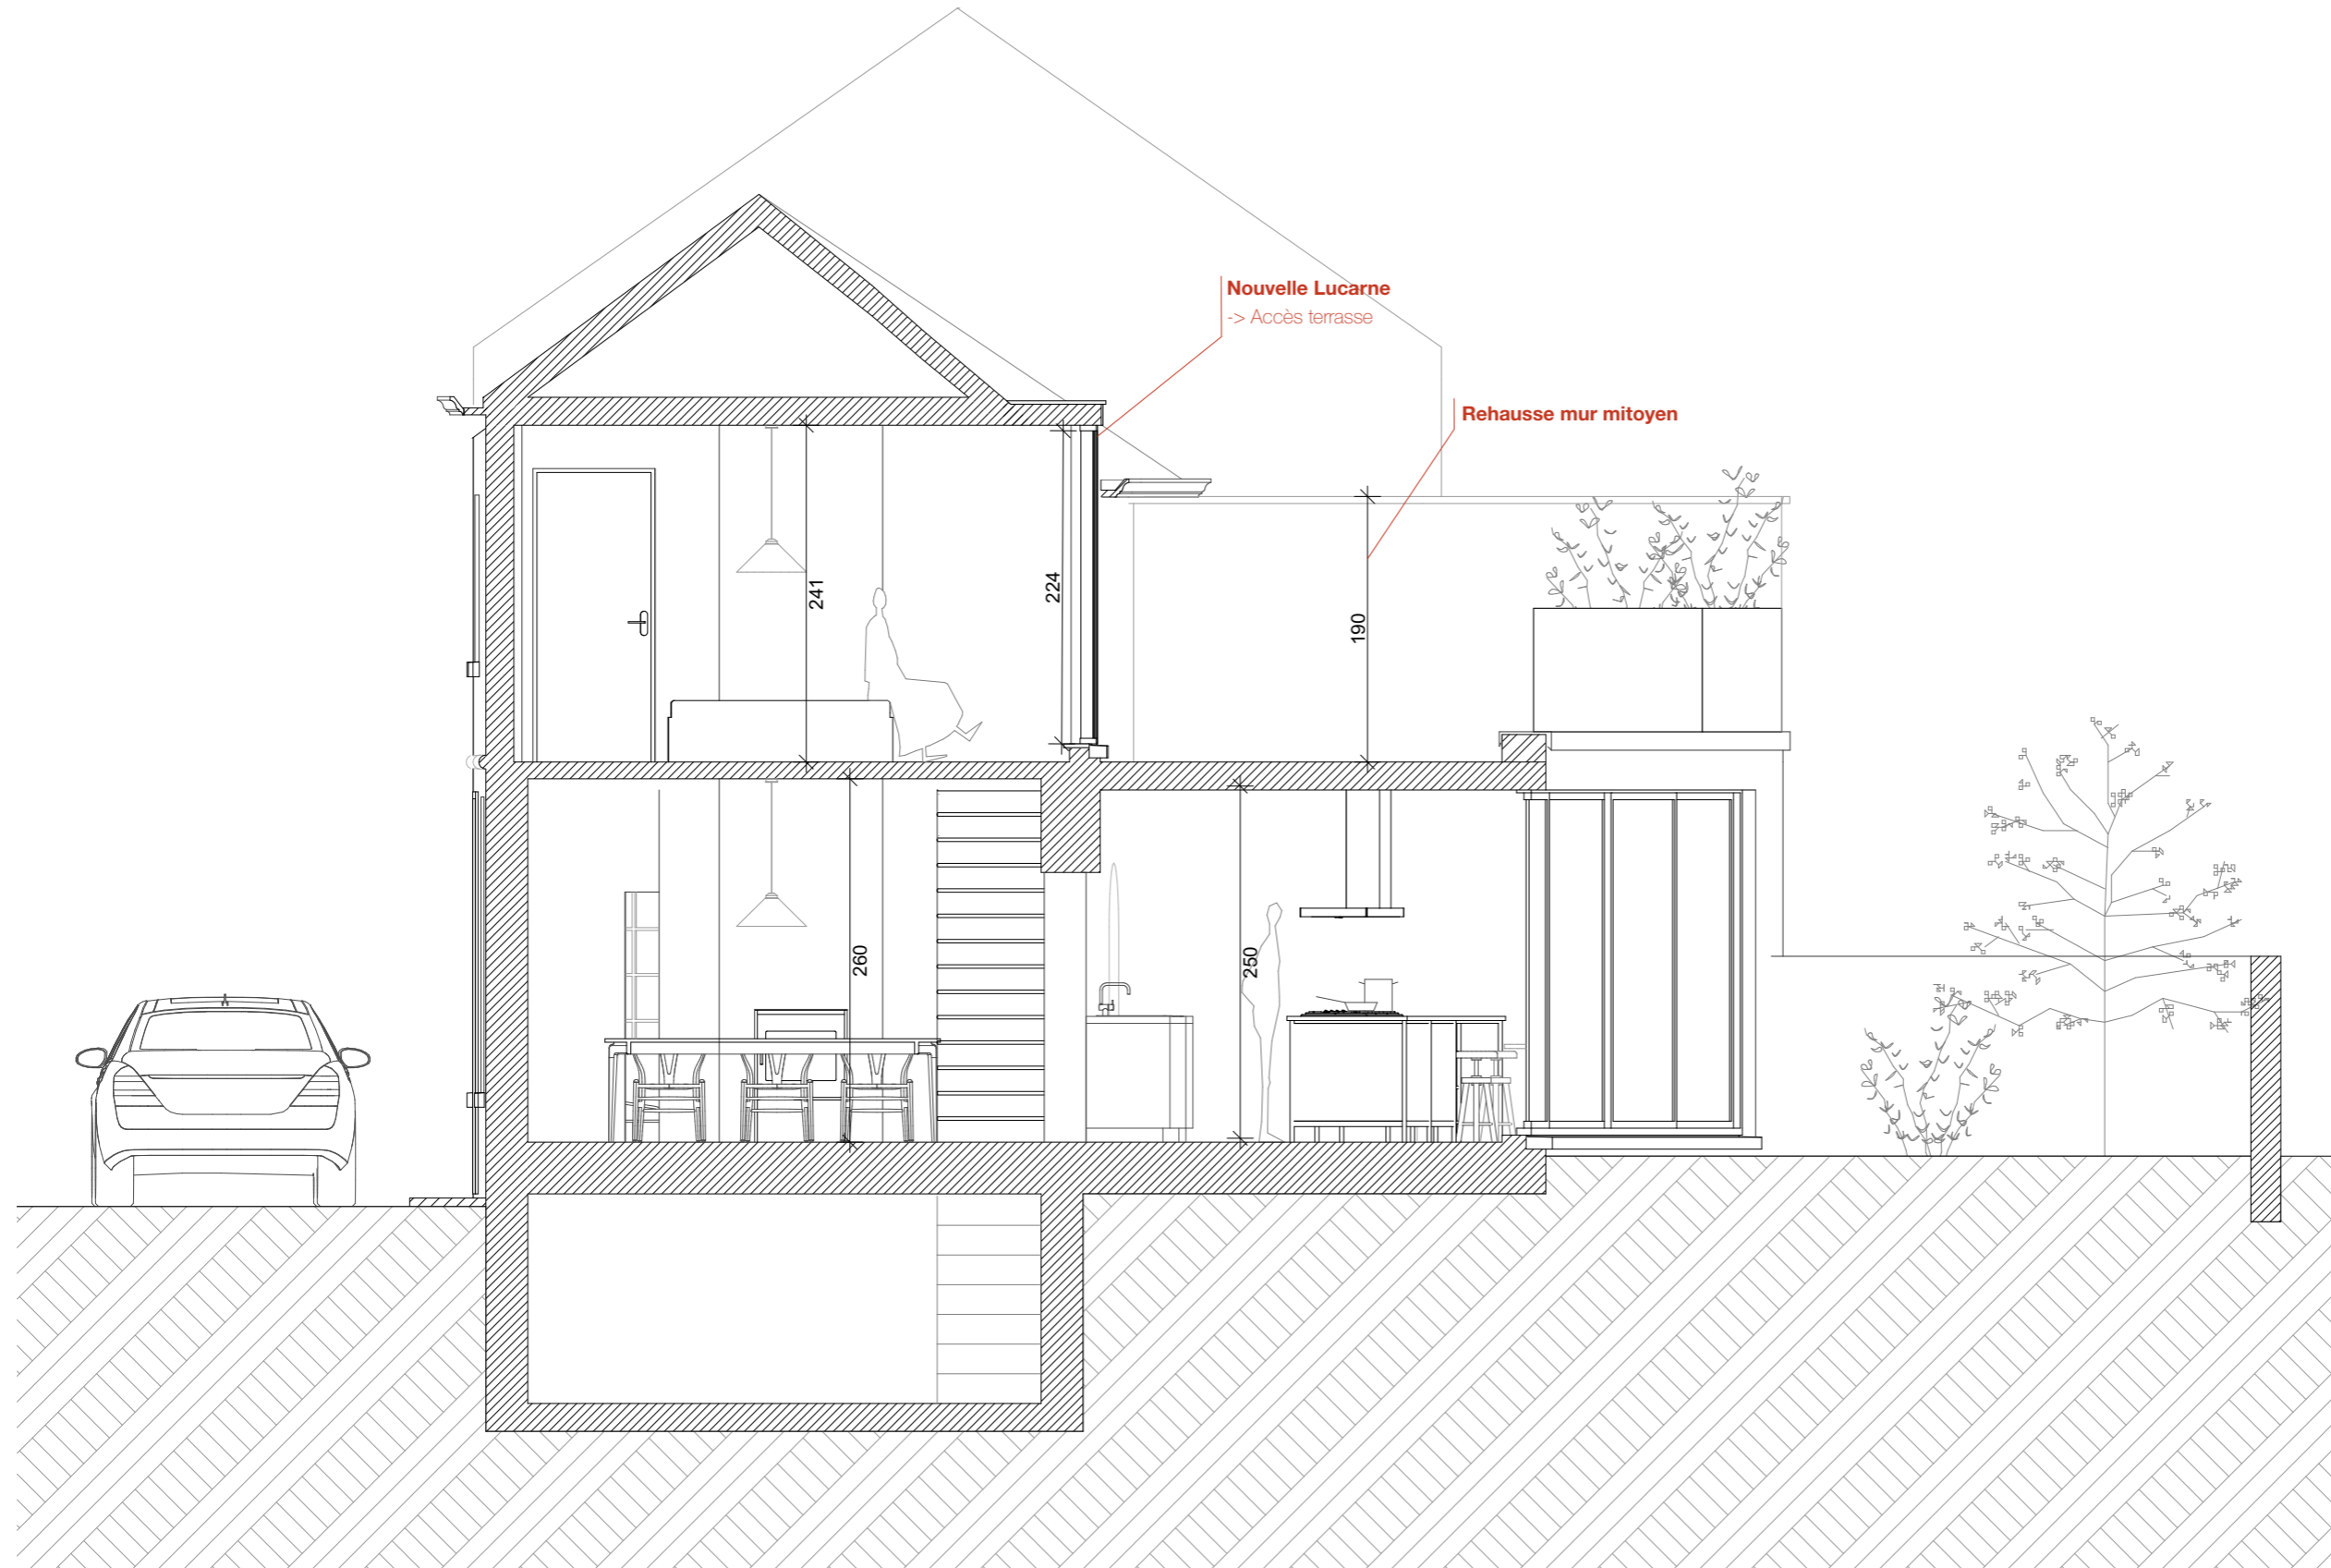 Nouvelle Lucarne
-> Accès terrasse
Rehausse mur mitoyen
241
224
190
260
250